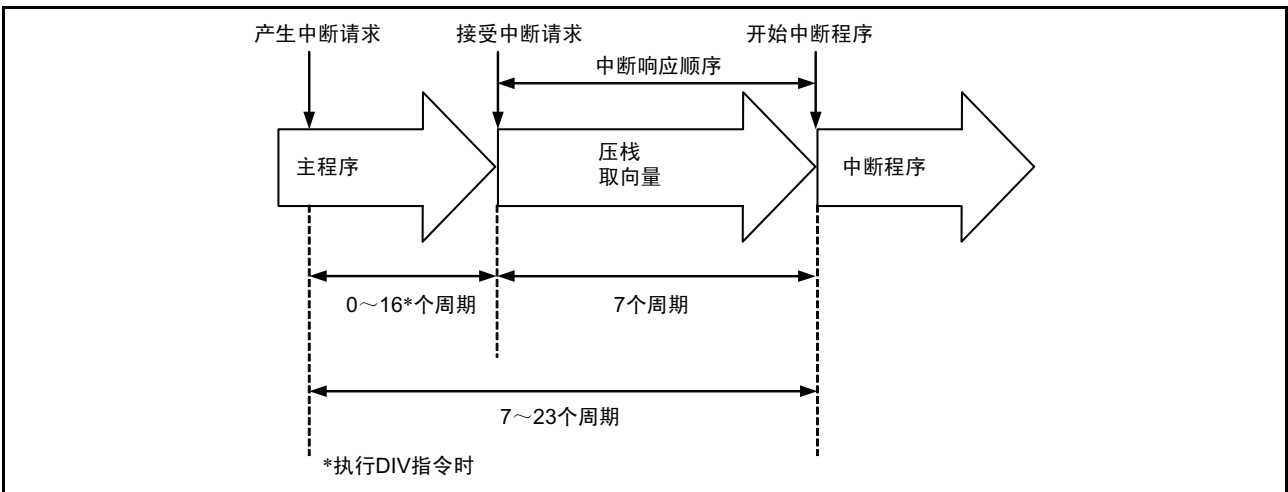 产生中断请求
接受中断请求
开始中断程序
中断响应顺序
主程序
压栈
取向量
中断程序
0～16*个周期
7个周期
7～23个周期
*执行DIV指令时